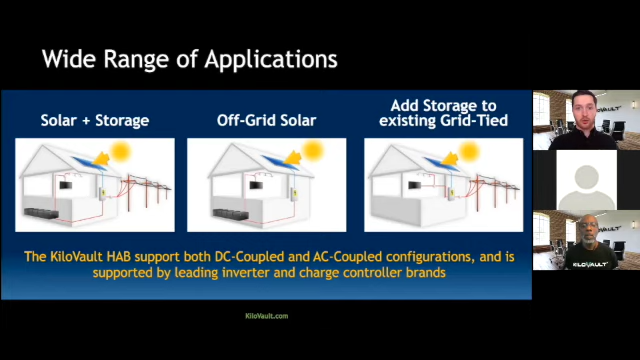 Wide Range of Applications
Solar + Storage
Off-Grid Solar
Add Storage to
existing Grid-Tied
The KiloVault HAB support both DC-Coupled and AC-Coupled configurations, and is
supported by leading inverter and charge controller brands
KiloVault.com
KILOVAULT